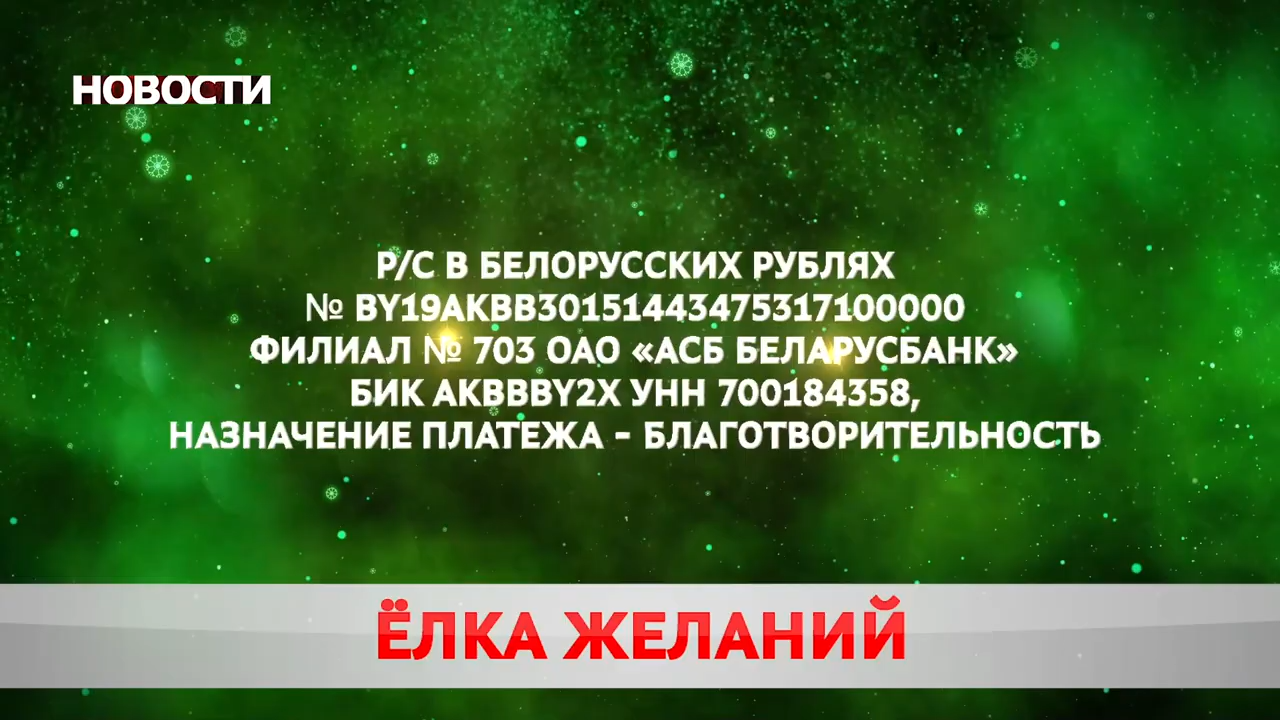 НОВОСТИ
Р/С В БЕЛОРУССКИХ РУБЛЯХ
№ BY19AKBB30151443475317100000
ФИЛИАЛ № 703 ОАО «АСБ БЕЛАРУСБАНК»
БИК AKBBBY2X УНН 700184358,
НАЗНАЧЕНИЕ ПЛАТЕЖА - БЛАГОТВОРИТЕЛЬНОСТЬ
ЁЛКА ЖЕЛАНИЙ